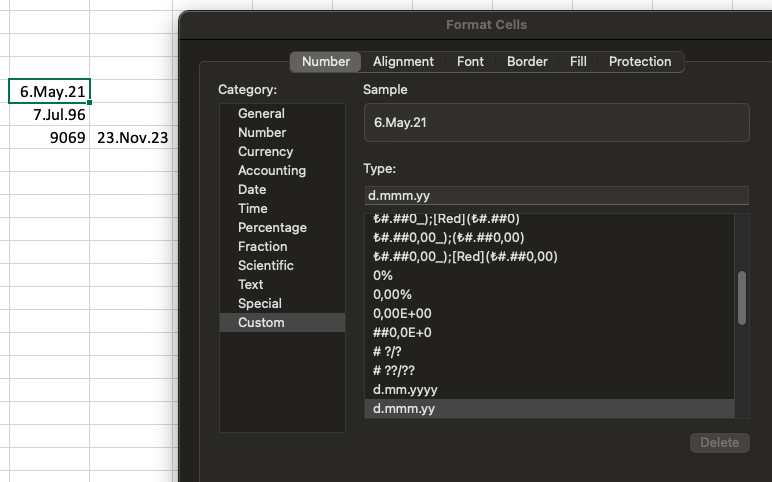 Format Cells
Number Alignment Font Border Fill Protection
6.May.21
7.Jul.96
9069 23.Nov.23
Category:
General
Number
Currency
Accounting
Date
Time
Percentage
Fraction
Scientific
Text
Special
Custom
Sample
6.May.21
Type:
d.mmm.yy
₺#.##0_);[Red](₺#.##0)
₺#.##0,00_);(₺#.##0,00)
₺#.##0,00_);[Red](₺#.##0,00)
0%
0,00%
0,00E+00
##0,0E+0
# ?/?
# ??/??
d.mm.yyyy
d.mmm.yy
Delete